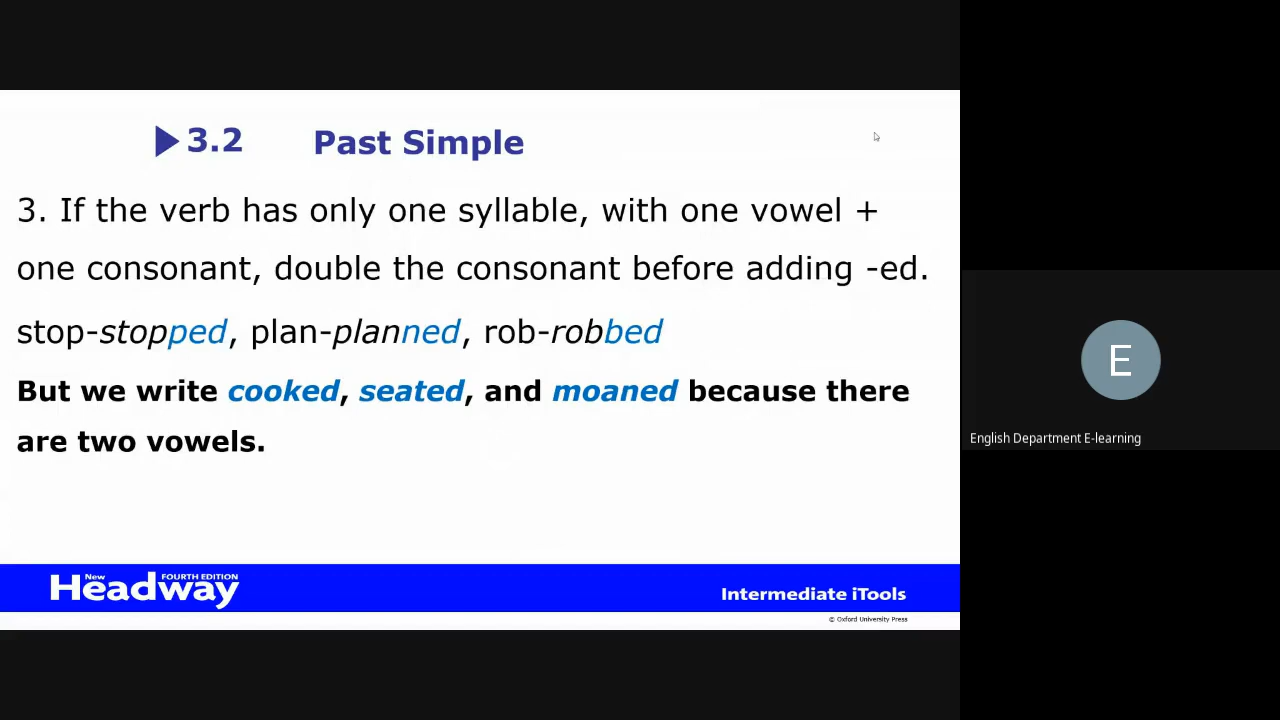 3.2 Past Simple
3. If the verb has only one syllable, with one vowel +
one consonant, double the consonant before adding -ed.
stop-stopped, plan-planned, rob-robbed
But we write cooked, seated, and moaned because there
are two vowels.
New Headway FOURTH EDITION
Intermediate iTools
© Oxford University Press
E
English Department E-learning